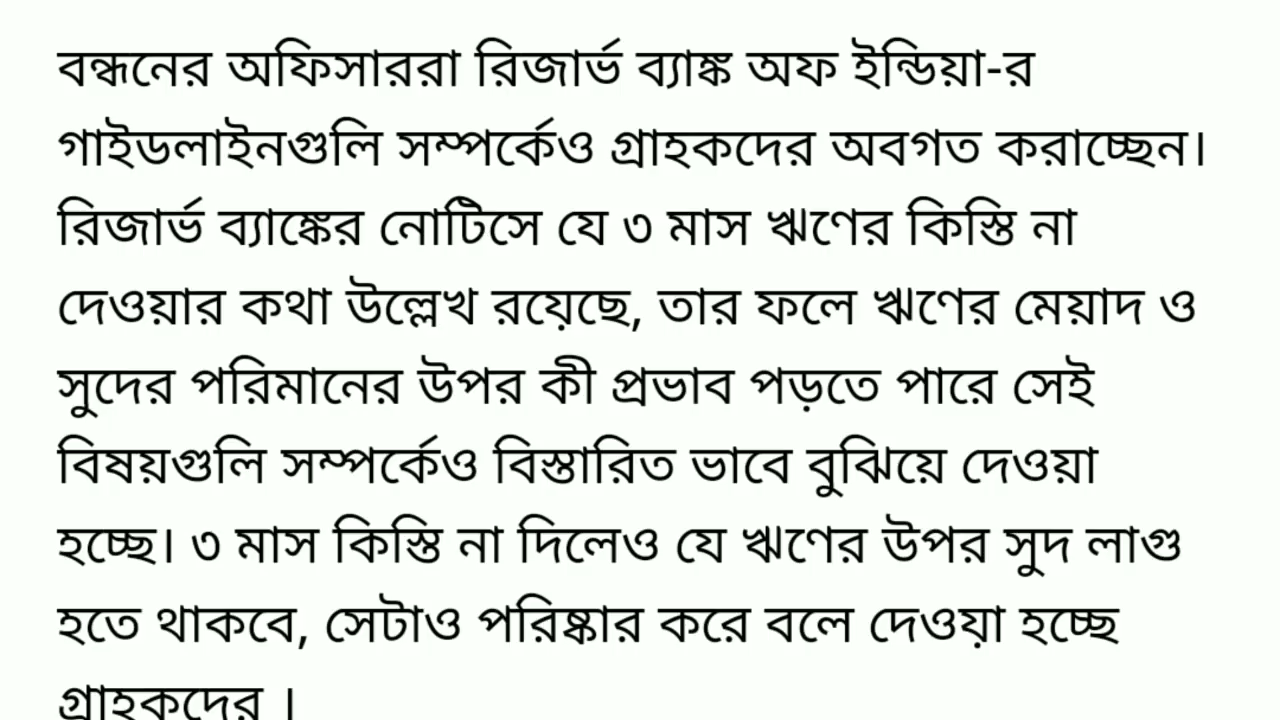 বন্ধনের অফিসাররা রিজার্ভ ব্যাঙ্ক অফ ইন্ডিয়া-র
গাইডলাইনগুলি সম্পর্কেও গ্রাহকদের অবগত করাচ্ছেন।
রিজার্ভ ব্যাঙ্কের নোটিসে যে ৩ মাস ঋণের কিস্তি না
দেওয়ার কথা উল্লেখ রয়েছে, তার ফলে ঋণের মেয়াদ ও
সুদের পরিমানের উপর কী প্রভাব পড়তে পারে সেই
বিষয়গুলি সম্পর্কেও বিস্তারিত ভাবে বুঝিয়ে দেওয়া
হচ্ছে। ৩ মাস কিস্তি না দিলেও যে ঋণের উপর সুদ লাগু
হতে থাকবে, সেটাও পরিষ্কার করে বলে দেওয়া হচ্ছে
গ্রাহকদের ।